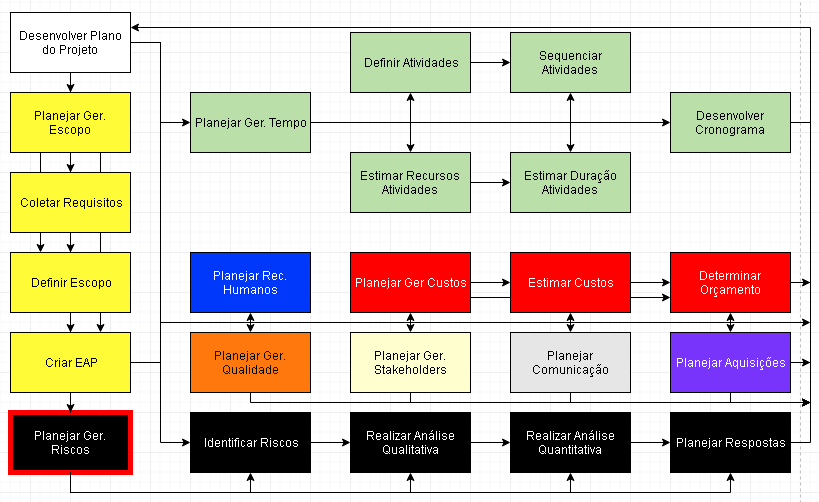 Desenvolver Plano
do Projeto
Definir Atividades
Sequenciar
Atividades
Planejar Ger.
Escopo
Planejar Ger. Tempo
Desenvolver
Cronograma
Coletar Requisitos
Estimar Recursos
Atividades
Estimar Duração
Atividades
Definir Escopo
Planejar Rec.
Humanos
Planejar Ger Custos
Estimar Custos
Determinar
Orçamento
Criar EAP
Planejar Ger.
Qualidade
Planejar Ger.
Stakeholders
Planejar
Comunicação
Planejar Aquisições
Planejar Ger.
Riscos
Identificar Riscos
Realizar Análise
Qualitativa
Realizar Análise
Quantitativa
Planejar Respostas